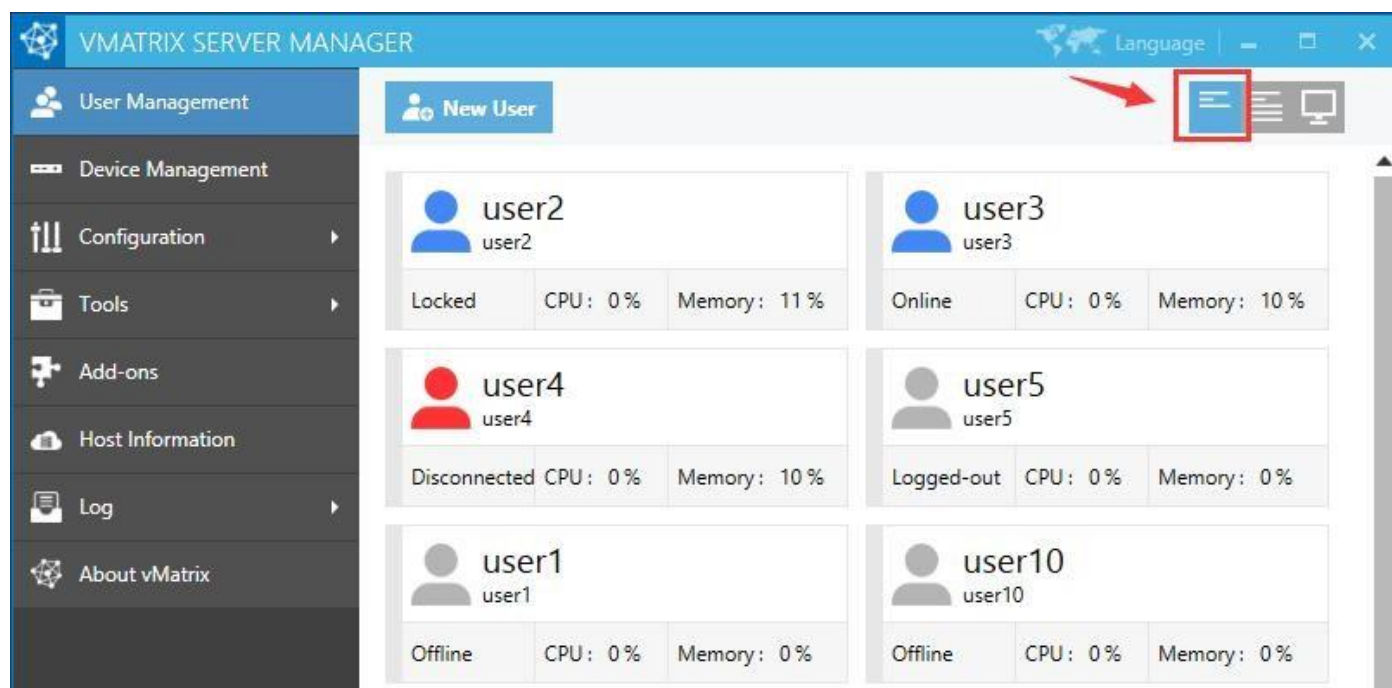 VMATRIX SERVER MANAGER
Language
User Management
Device Management
Configuration
Tools
Add-ons
Host Information
Log
About vMatrix
New User
user2
user2
Locked CPU: 0% Memory: 11%
user3
user3
Online CPU: 0% Memory: 10%
user4
user4
Disconnected CPU: 0% Memory: 10%
user5
user5
Logged-out CPU: 0% Memory: 0%
user1
user1
Offline CPU: 0% Memory: 0%
user10
user10
Offline CPU: 0% Memory: 0%